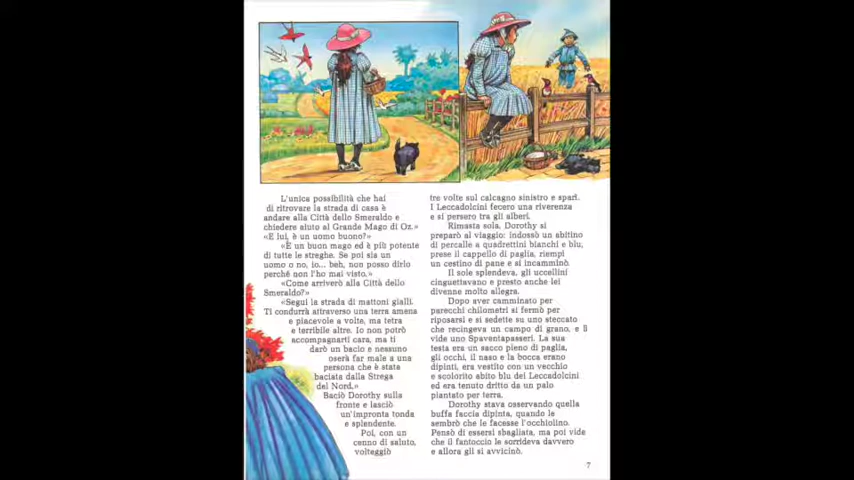 L'unica possibilità che hai
di ritrovare la strada di casa è
andare alla Città dello Smeraldo e
chiedere aiuto al Grande Mago di Oz.»
«E lui, è un uomo buono?»
«È un buon mago ed è più potente
di tutte le streghe. Se poi sia un
uomo o no, io... beh, non posso dirlo
perché non l'ho mai visto.»
«Come arriverò alla Città dello
Smeraldo?»
«Segui la strada di mattoni gialli.
Ti condurrà attraverso una terra amena
e piacevole a volte, ma tetra
e terribile altre. Io non potrò
accompagnarti cara, ma ti
darò un bacio e nessuno
oserà far male a una
persona che è stata
baciata dalla Strega
del Nord.»
Baciò Dorothy sulla
fronte e lasciò
un'impronta tonda
e splendente.
Poi, con un
cenno di saluto,
volteggiò
tre volte sul calcagno sinistro e sparì.
I Leccadolcini fecero una riverenza
e si persero tra gli alberi.
Rimasta sola, Dorothy si
preparò al viaggio: indossò un abitino
di percalle a quadrettini bianchi e blu,
prese il cappello di paglia, riempì
un cestino di pane e si incamminò.
Il sole splendeva, gli uccellini
cinguettavano e presto anche lei
divenne molto allegra.
Dopo aver camminato per
parecchi chilometri si fermò per
riposarsi e si sedette su uno steccato
che recingeva un campo di grano, e lì
vide uno Spaventapasseri. La sua
testa era un sacco pieno di paglia,
gli occhi, il naso e la bocca erano
dipinti, era vestito con un vecchio
e scolorito abito blu dei Leccadolcini
ed era tenuto dritto da un palo
piantato per terra.
Dorothy stava osservando quella
buffa faccia dipinta, quando le
sembrò che le facesse l'occhiolino.
Pensò di essersi sbagliata, ma poi vide
che il fantoccio le sorrideva davvero
e allora gli si avvicinò.
7